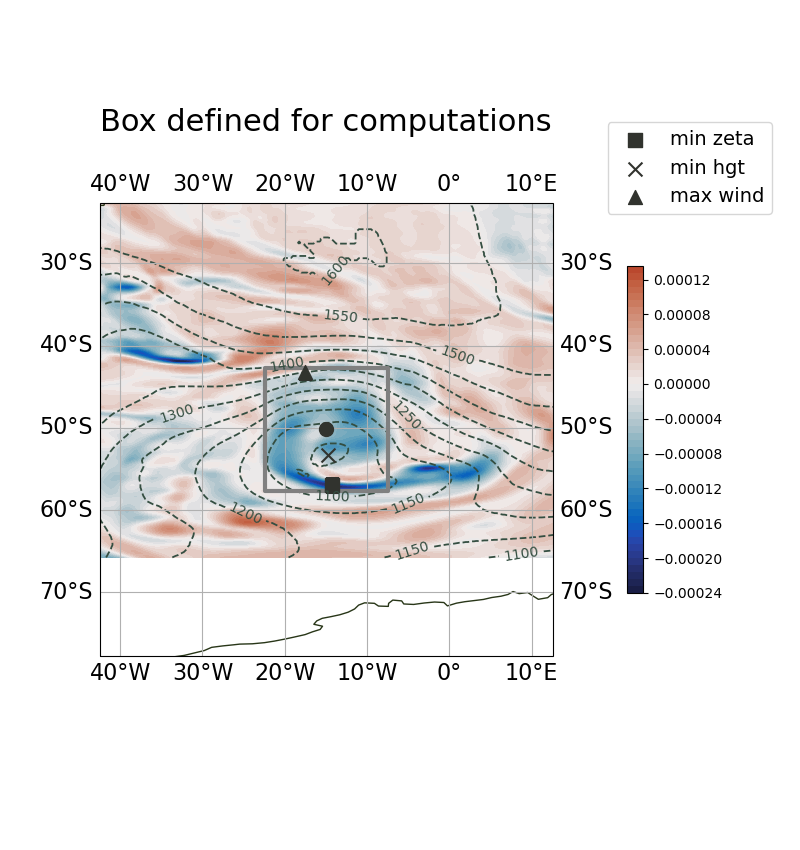 Box defined for computations
min zeta
min hgt
max wind
40°W 30°W 20°W 10°W 0° 10°E
30°S 30°S
40°S 40°S
50°S 50°S
60°S 60°S
70°S 70°S
40°W 30°W 20°W 10°W 0° 10°E
1600
1550
1500
1400
1300
1250
1100
1200
1150
1150
1100
0.00012
0.00008
0.00004
0.00000
−0.00004
−0.00008
−0.00012
−0.00016
−0.00020
−0.00024